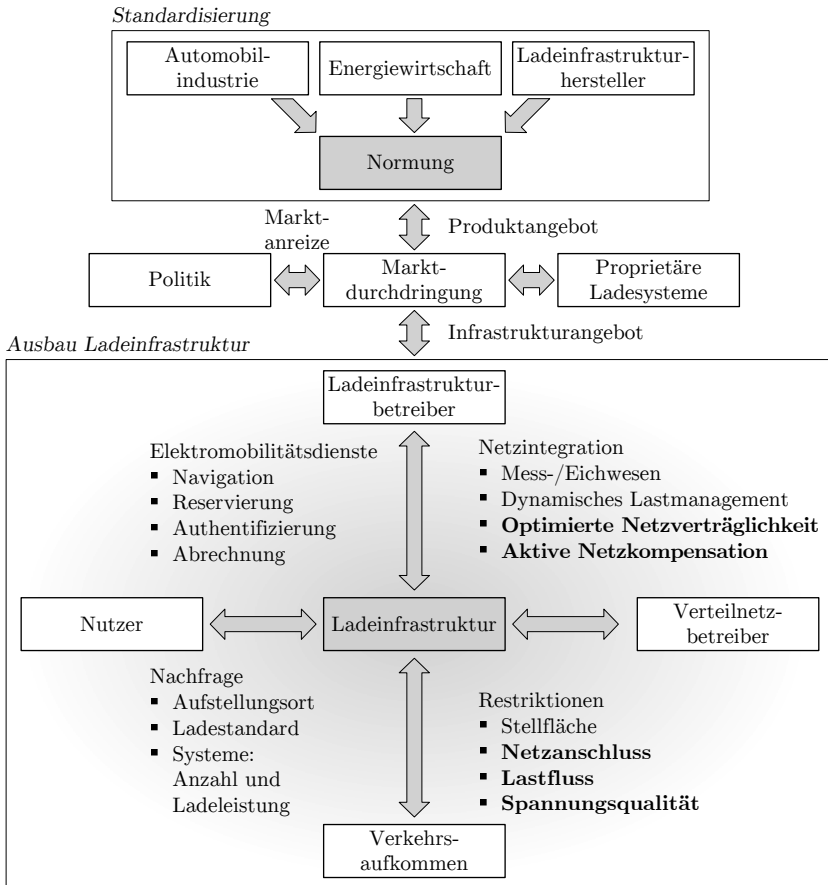 Standardisierung
Automobil-
industrie
Energiewirtschaft
Ladeinfrastruktur-
hersteller
Normung
Markt-
anreize
Produktangebot
Politik
Markt-
durchdringung
Proprietäre
Ladesysteme
Infrastrukturangebot
Ausbau Ladeinfrastruktur
Ladeinfrastruktur-
betreiber
Elektromobilitätsdienste
▪ Navigation
▪ Reservierung
▪ Authentifizierung
▪ Abrechnung
Netzintegration
▪ Mess-/Eichwesen
▪ Dynamisches Lastmanagement
▪ Optimierte Netzverträglichkeit
▪ Aktive Netzkompensation
Nutzer
Ladeinfrastruktur
Verteilnetz-
betreiber
Nachfrage
▪ Aufstellungsort
▪ Ladestandard
▪ Systeme:
Anzahl und
Ladeleistung
Restriktionen
▪ Stellfläche
▪ Netzanschluss
▪ Lastfluss
▪ Spannungsqualität
Verkehrs-
aufkommen